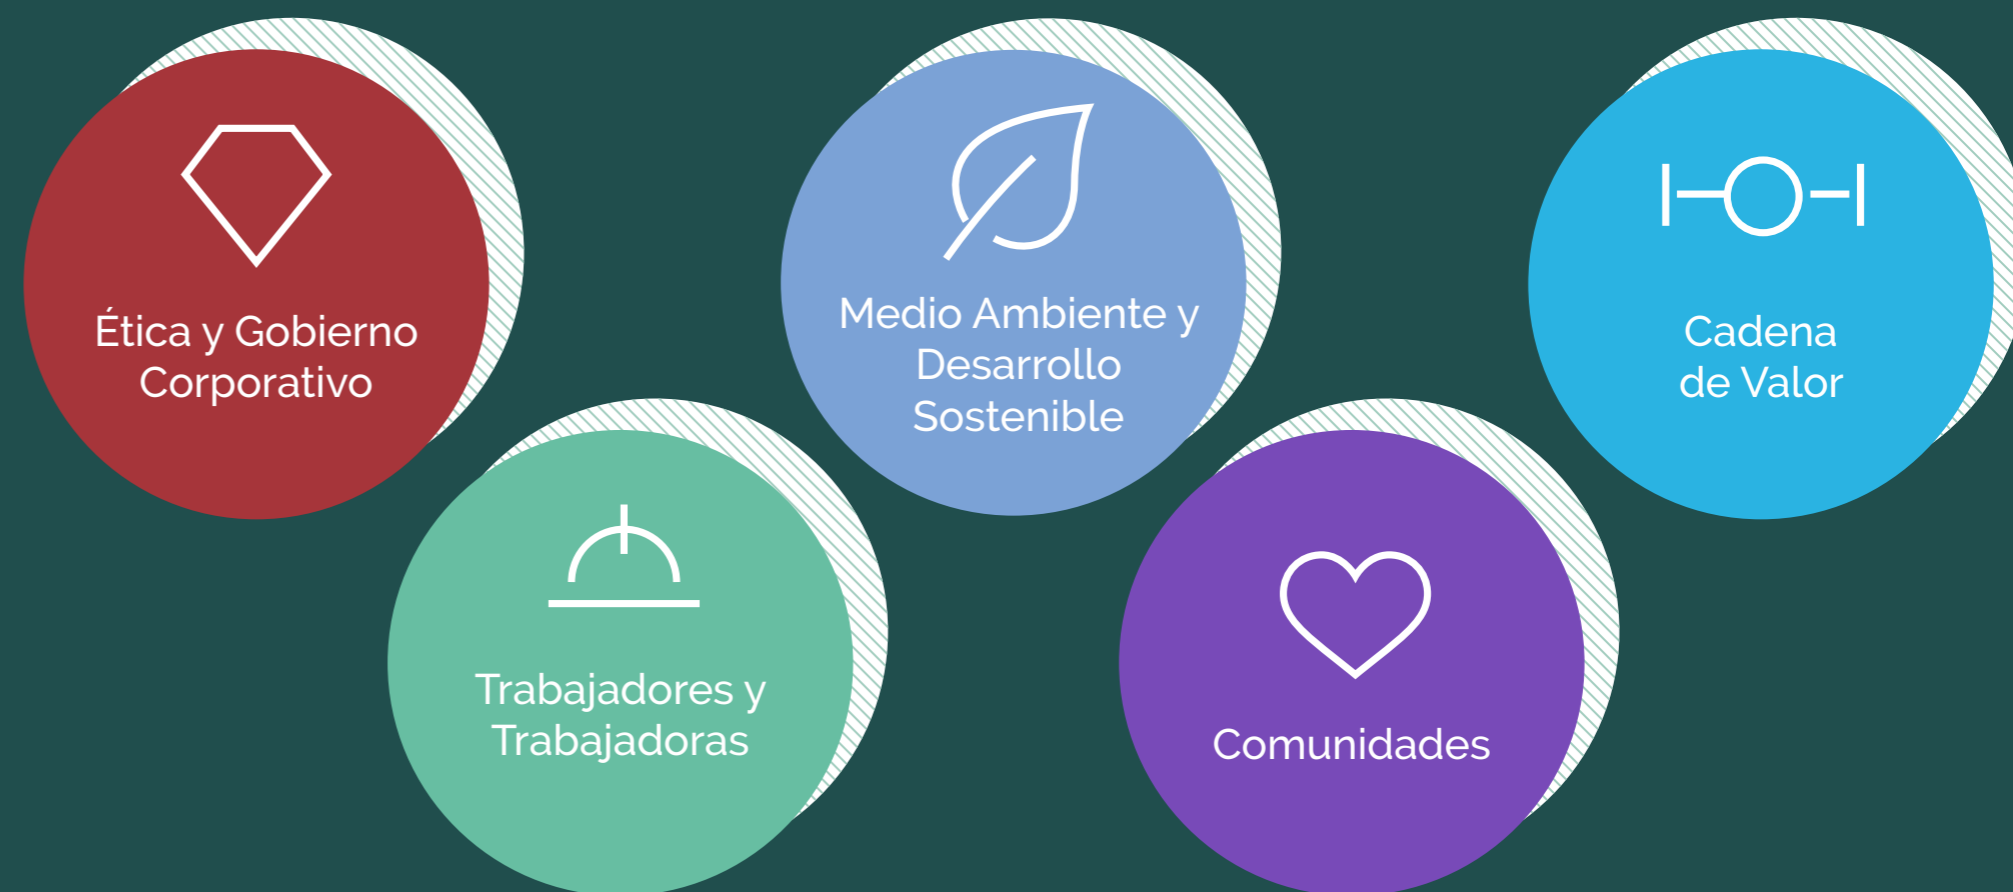 Ética y Gobierno
Corporativo
Trabajadores y
Trabajadoras
Medio Ambiente y
Desarrollo
Sostenible
Comunidades
Cadena
de Valor